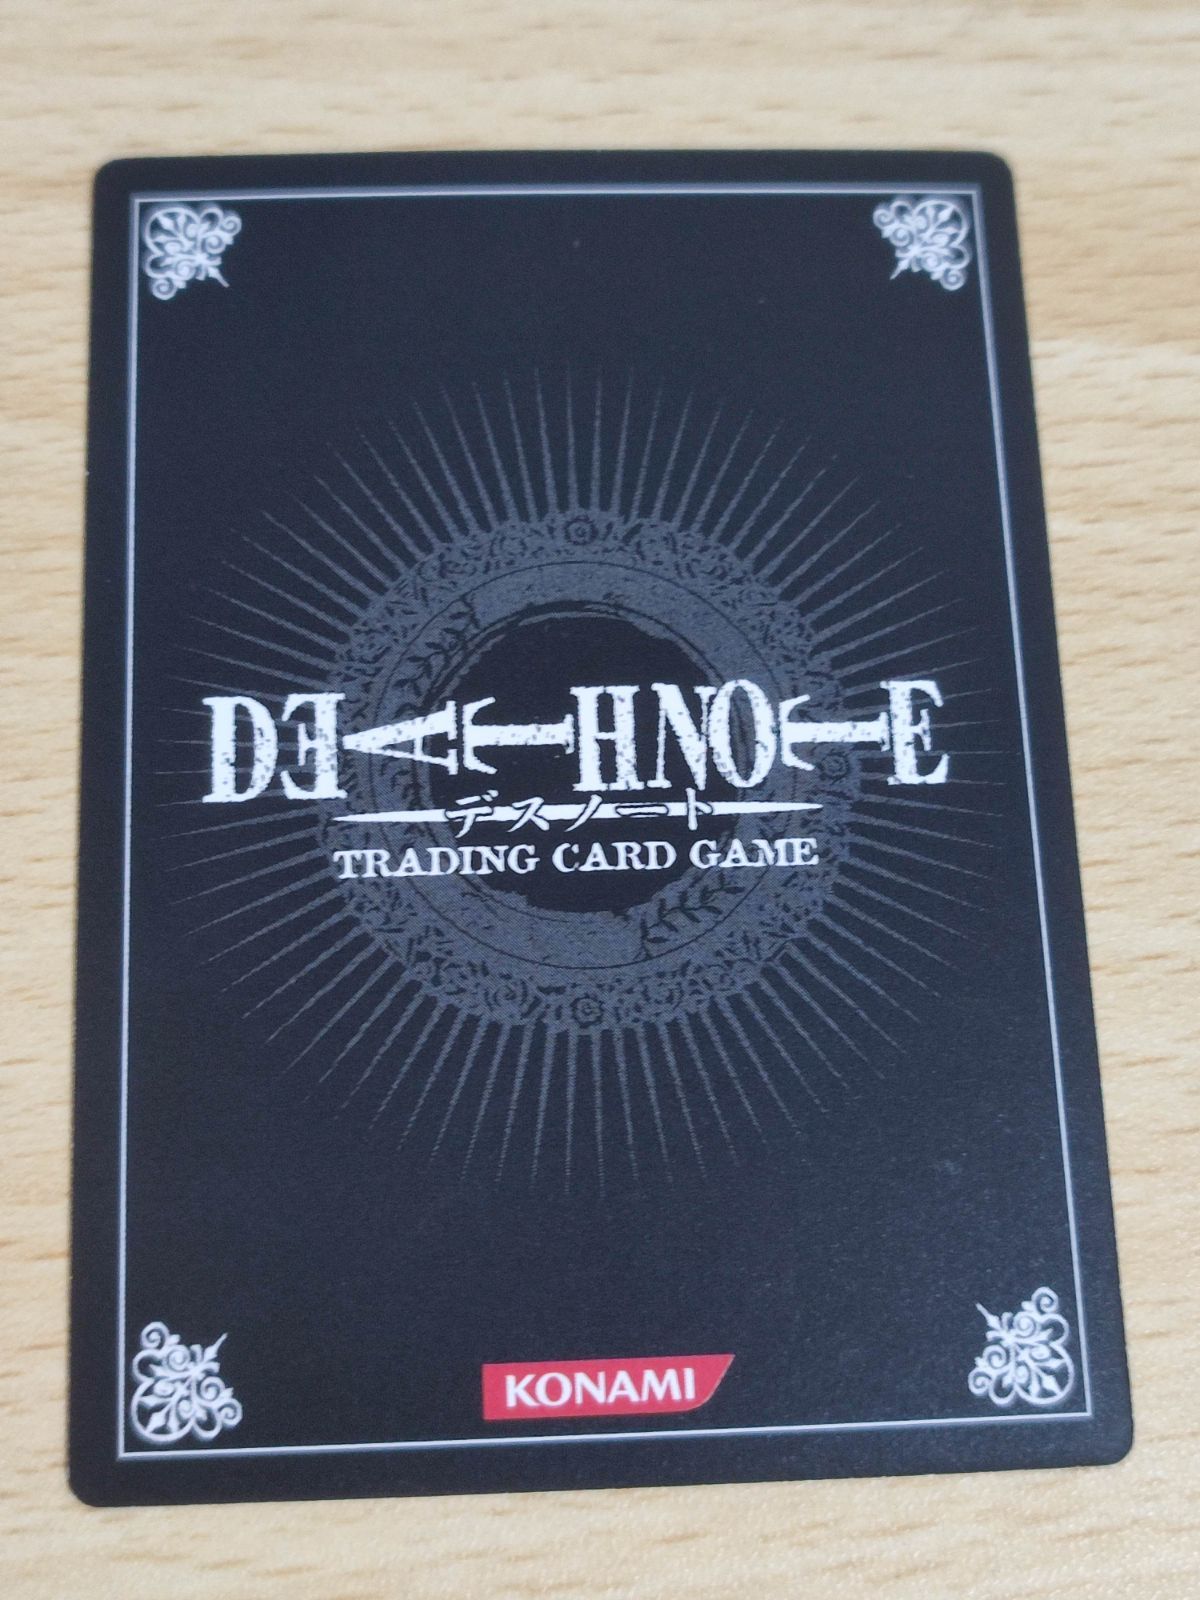 DEATH NOTE
デスノート
TRADING CARD GAME
KONAMI